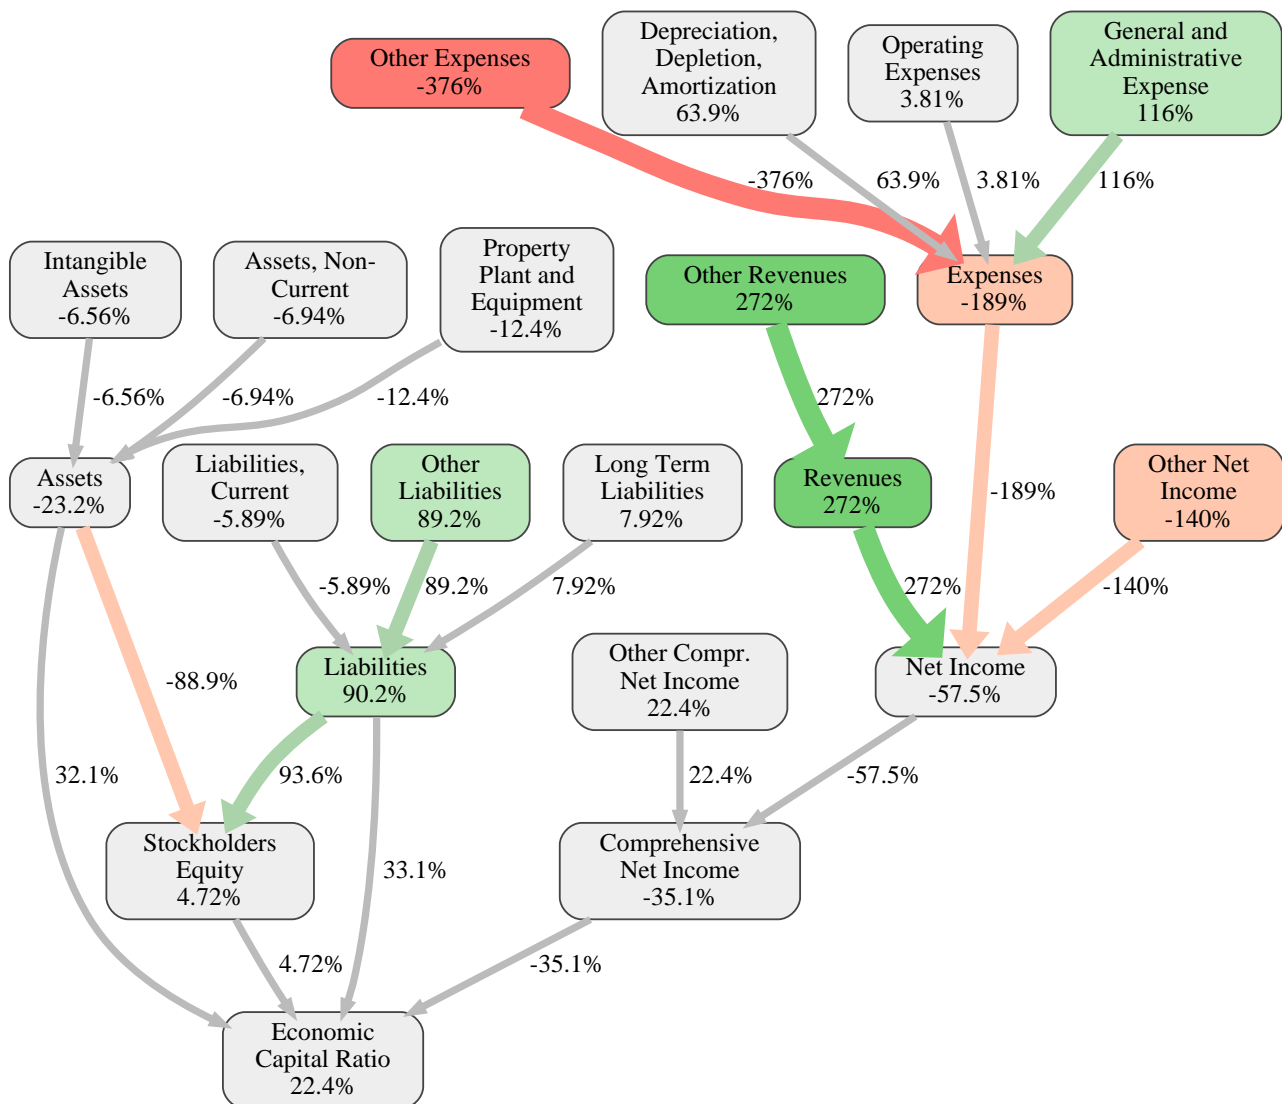 Other Expenses
-376%
Depreciation,
Depletion,
Amortization
63.9%
Operating
Expenses
3.81%
General and
Administrative
Expense
116%
-376%
63.9%
3.81%
116%
Intangible
Assets
-6.56%
Assets, Non-
Current
-6.94%
Property
Plant and
Equipment
-12.4%
Other Revenues
272%
Expenses
-189%
-6.56%
-6.94%
-12.4%
272%
Assets
-23.2%
Liabilities,
Current
-5.89%
Other
Liabilities
89.2%
Long Term
Liabilities
7.92%
Revenues
272%
-189%
Other Net
Income
-140%
-5.89%
89.2%
7.92%
272%
-140%
-88.9%
Liabilities
90.2%
Other Compr.
Net Income
22.4%
Net Income
-57.5%
32.1%
93.6%
22.4%
-57.5%
Stockholders
Equity
4.72%
33.1%
Comprehensive
Net Income
-35.1%
4.72%
-35.1%
Economic
Capital Ratio
22.4%